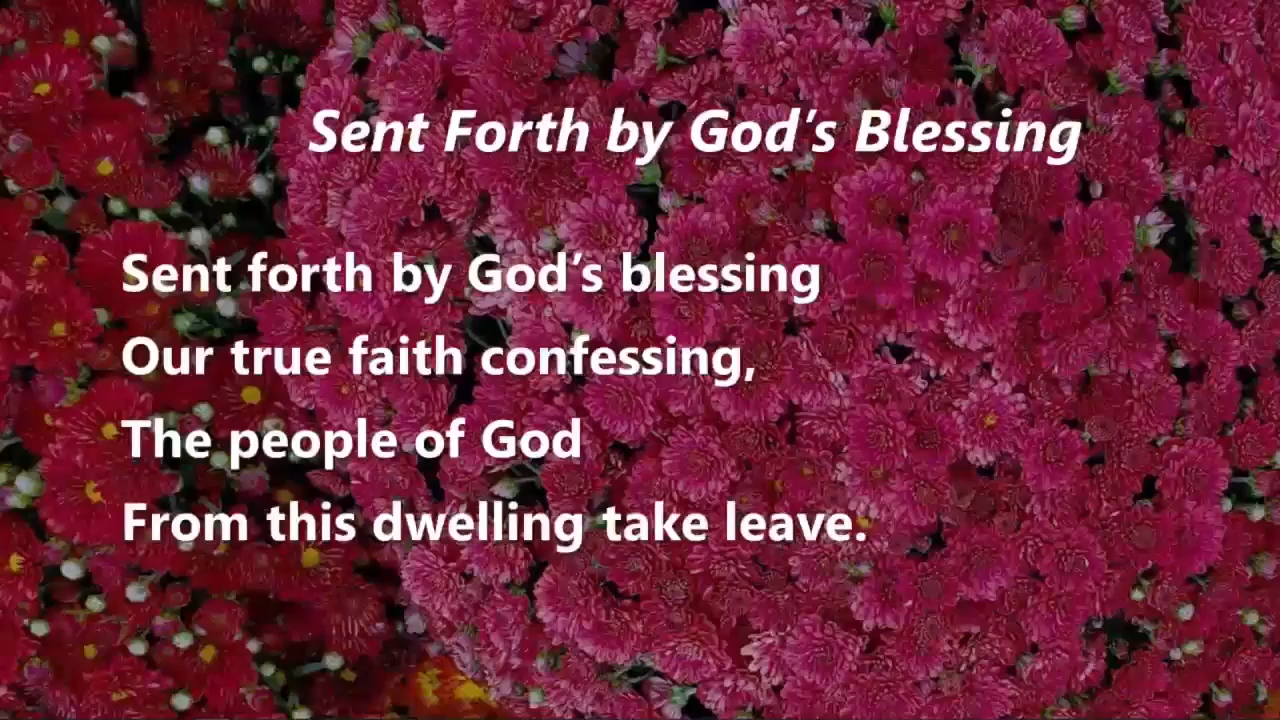 Sent Forth by God’s Blessing
Sent forth by God’s blessing
Our true faith confessing,
The people of God
From this dwelling take leave.